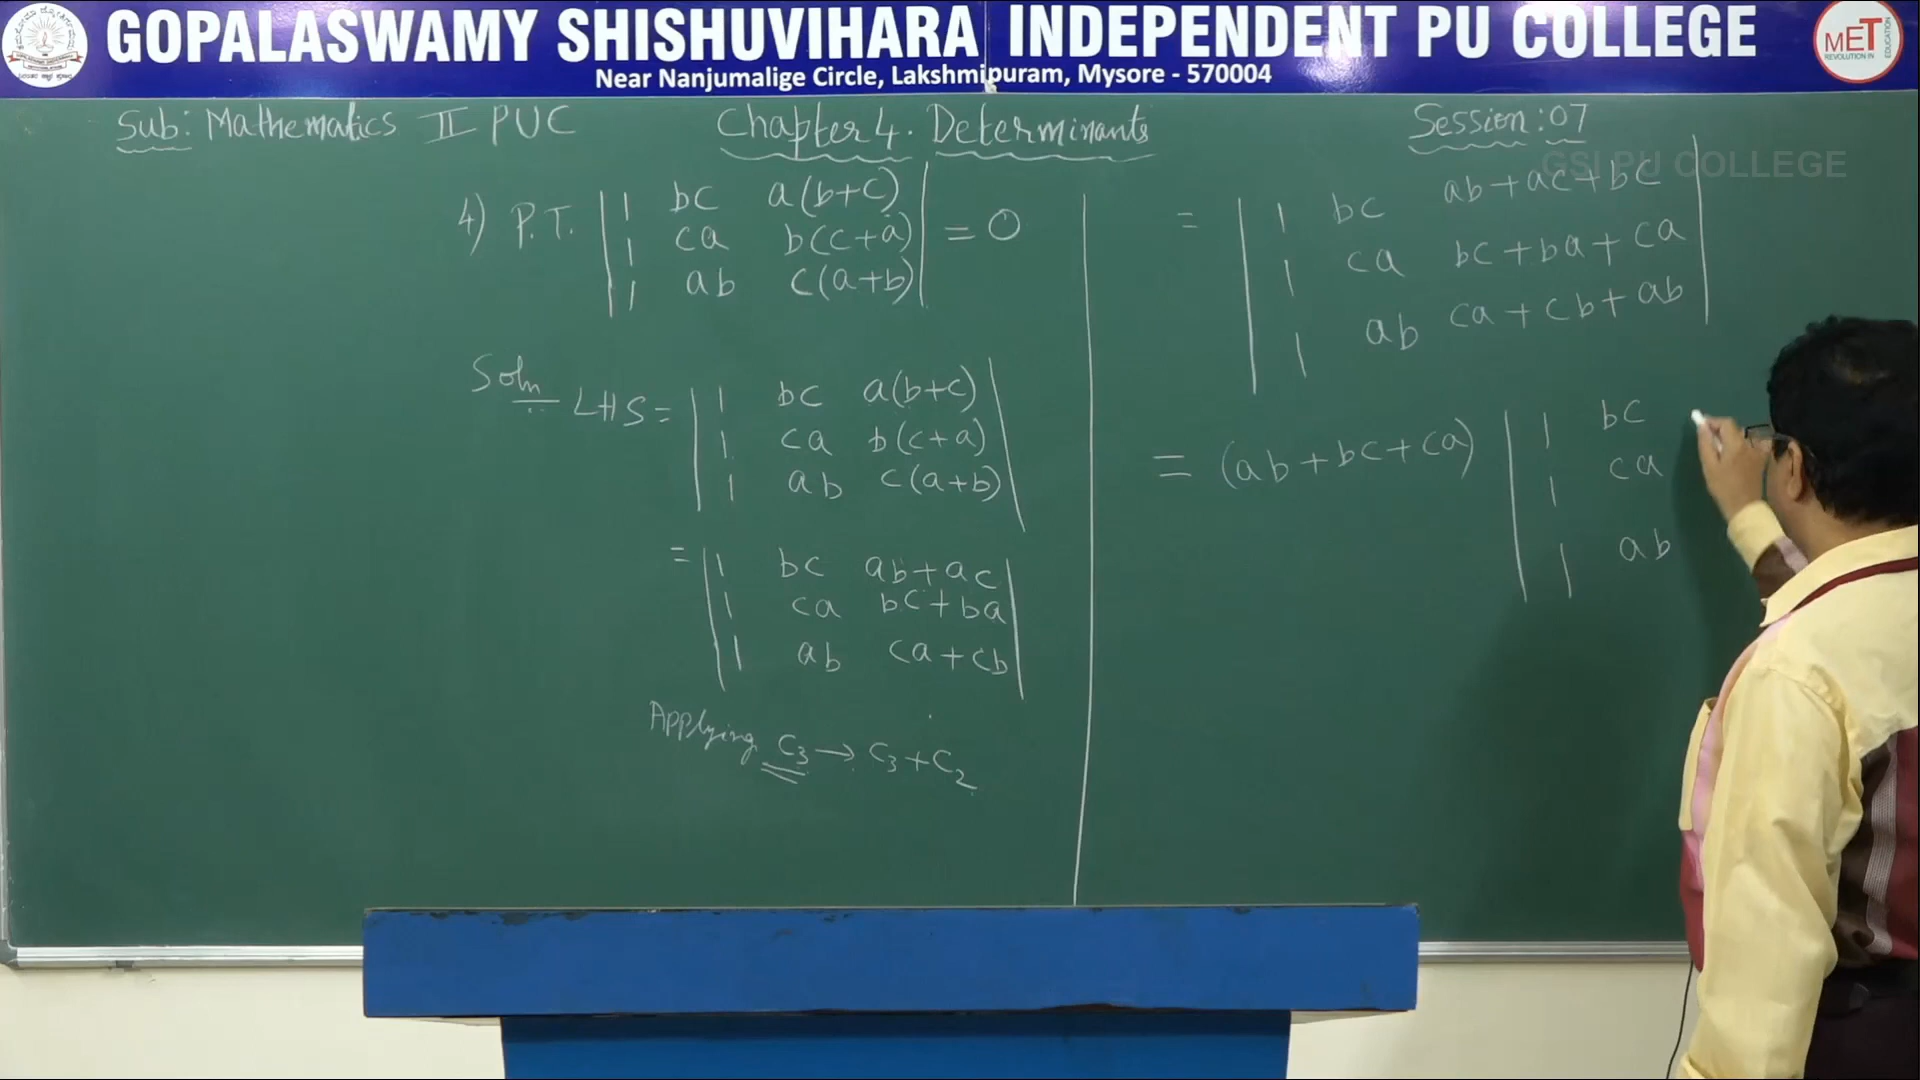 GOPALASWAMY SHISHUVIHARA INDEPENDENT PU COLLEGE
Near Nanjumalige Circle, Lakshmipuram, Mysore - 570004
MET
REVOLUTION IN EDUCATION
Sub: Mathematics II PUC
Chapter 4. Determinants
Session: 07
GSI PU COLLEGE
4) P.T. | 1 bc a(b+c) |
| 1 ca b(c+a) | = 0
| 1 ab c(a+b) |
Soln LHS = | 1 bc a(b+c) |
| 1 ca b(c+a) |
| 1 ab c(a+b) |
= | 1 bc ab+ac |
| 1 ca bc+ba |
| 1 ab ca+cb |
Applying C₃ → C₃+C₂
= | 1 bc ab+ac+bc |
| 1 ca bc+ba+ca |
| 1 ab ca+cb+ab |
= (ab+bc+ca) | 1 bc
| 1 ca
| 1 ab